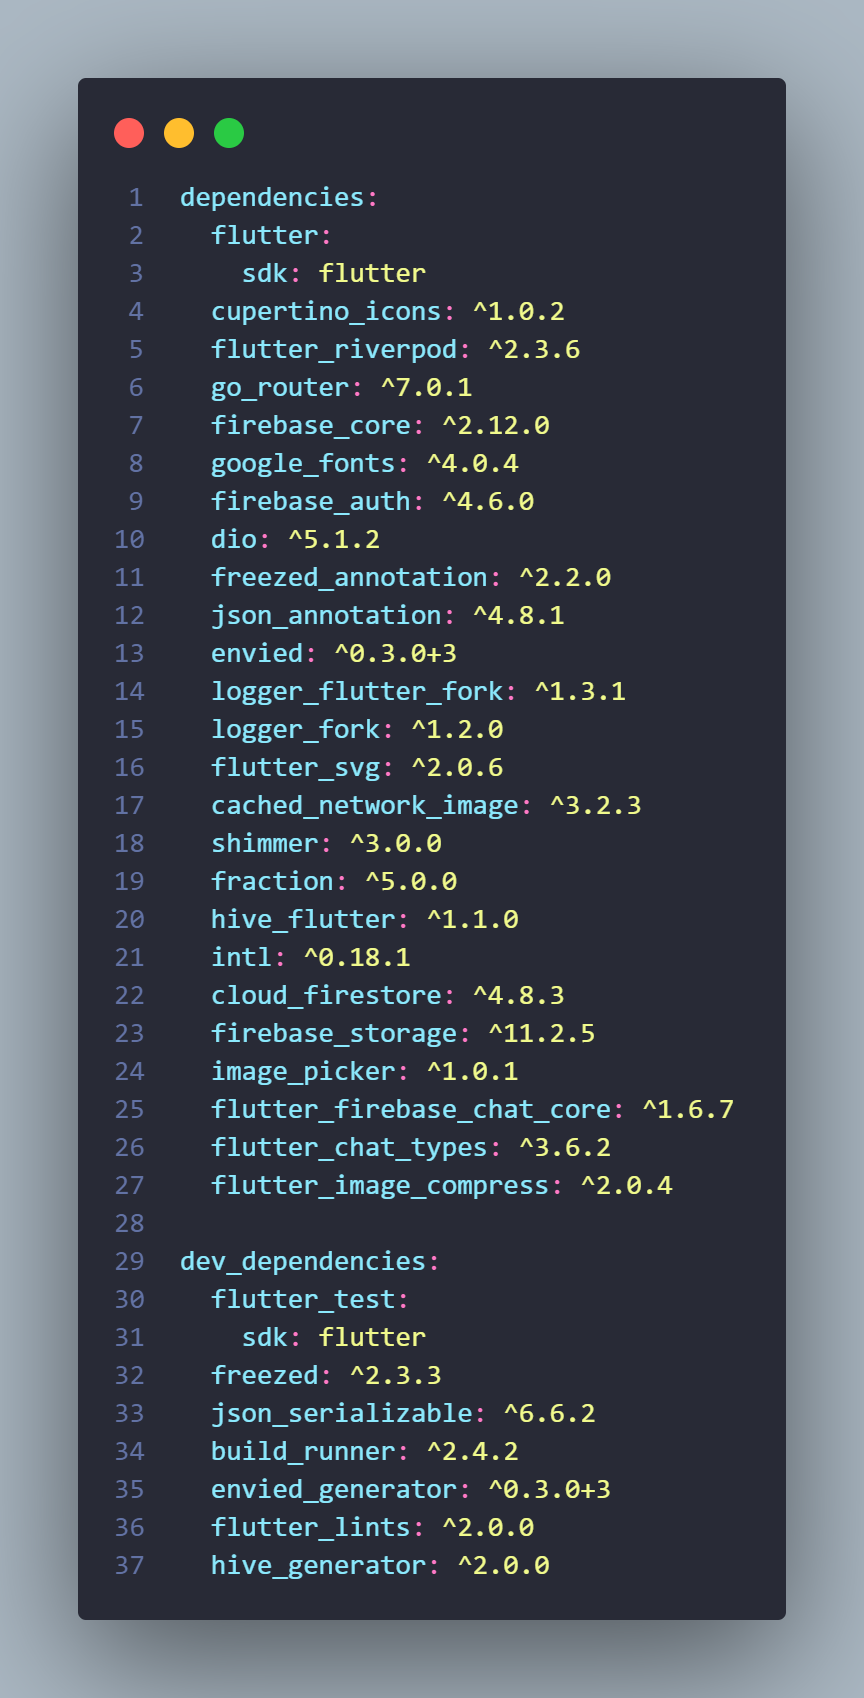 1 dependencies:
2   flutter:
3     sdk: flutter
4   cupertino_icons: ^1.0.2
5   flutter_riverpod: ^2.3.6
6   go_router: ^7.0.1
7   firebase_core: ^2.12.0
8   google_fonts: ^4.0.4
9   firebase_auth: ^4.6.0
10   dio: ^5.1.2
11   freezed_annotation: ^2.2.0
12   json_annotation: ^4.8.1
13   envied: ^0.3.0+3
14   logger_flutter_fork: ^1.3.1
15   logger_fork: ^1.2.0
16   flutter_svg: ^2.0.6
17   cached_network_image: ^3.2.3
18   shimmer: ^3.0.0
19   fraction: ^5.0.0
20   hive_flutter: ^1.1.0
21   intl: ^0.18.1
22   cloud_firestore: ^4.8.3
23   firebase_storage: ^11.2.5
24   image_picker: ^1.0.1
25   flutter_firebase_chat_core: ^1.6.7
26   flutter_chat_types: ^3.6.2
27   flutter_image_compress: ^2.0.4
28
29 dev_dependencies:
30   flutter_test:
31     sdk: flutter
32   freezed: ^2.3.3
33   json_serializable: ^6.6.2
34   build_runner: ^2.4.2
35   envied_generator: ^0.3.0+3
36   flutter_lints: ^2.0.0
37   hive_generator: ^2.0.0